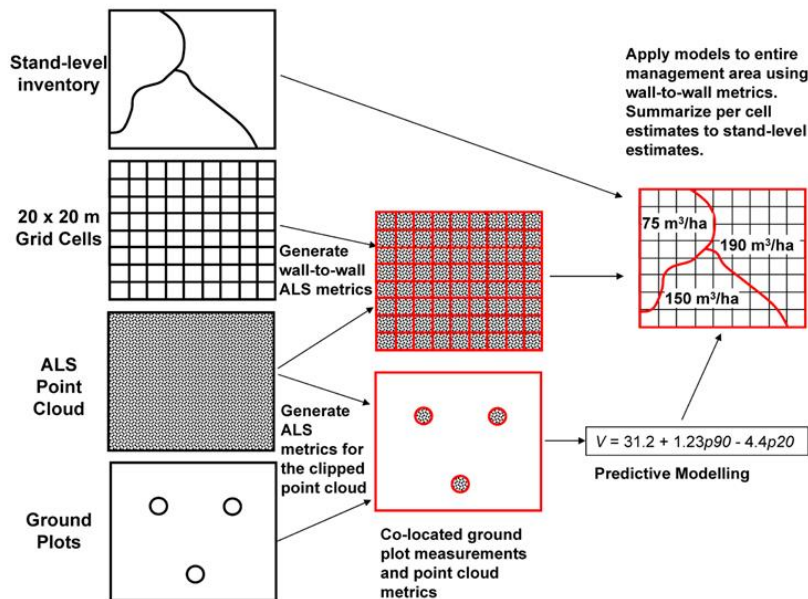 Stand-level
inventory
20 x 20 m
Grid Cells
ALS
Point
Cloud
Ground
Plots
Generate
wall-to-wall
ALS metrics
Generate
ALS
metrics for
the clipped
point cloud
Co-located ground
plot measurements
and point cloud
metrics
Apply models to entire
management area using
wall-to-wall metrics.
Summarize per cell
estimates to stand-level
estimates.
75 m³/ha
190 m³/ha
150 m³/ha
V = 31.2 + 1.23p90 - 4.4p20
Predictive Modelling